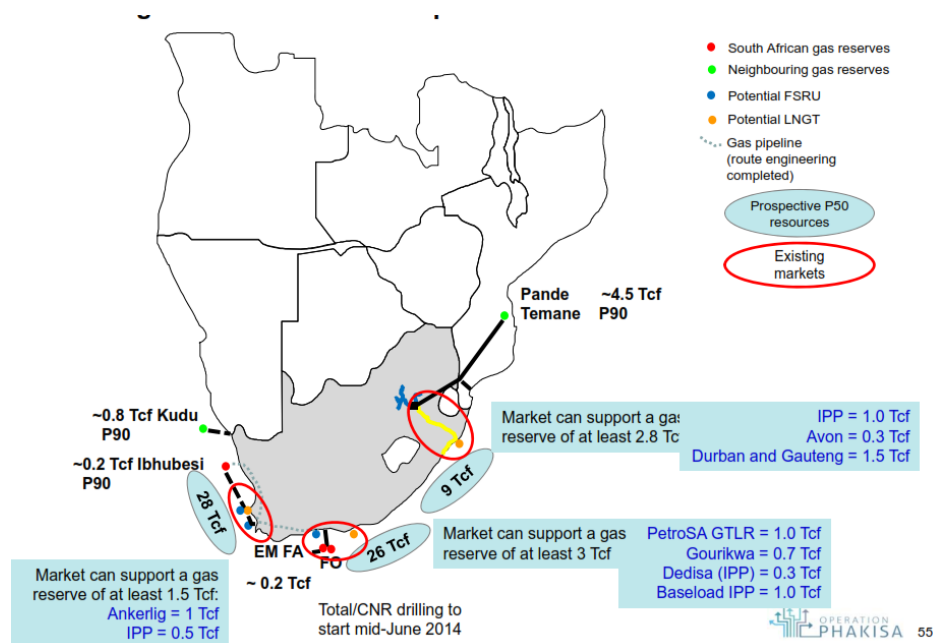 South African gas reserves
Neighbouring gas reserves
Potential FSRU
Potential LNGT
Gas pipeline
(route engineering
completed)
Prospective P50
resources
Existing
markets
Pande ~4.5 Tcf
Temane P90
~0.8 Tcf Kudu
P90
~0.2 Tcf Ibhubesi
P90
28 Tcf
9 Tcf
26 Tcf
Market can support a gas
reserve of at least 2.8 Tc
IPP = 1.0 Tcf
Avon = 0.3 Tcf
Durban and Gauteng = 1.5 Tcf
Market can support a gas
reserve of at least 3 Tcf
PetroSA GTLR = 1.0 Tcf
Gourikwa = 0.7 Tcf
Dedisa (IPP) = 0.3 Tcf
Baseload IPP = 1.0 Tcf
EM FA
FO
~ 0.2 Tcf
Market can support a gas
reserve of at least 1.5 Tcf:
Ankerlig = 1 Tcf
IPP = 0.5 Tcf
Total/CNR drilling to
start mid-June 2014
OPERATION
PHAKISA
55